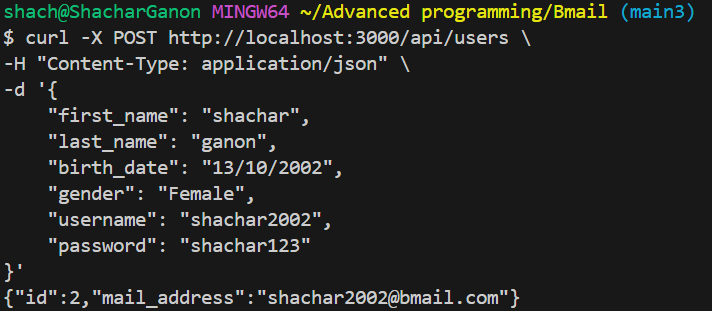 shach@ShacharGanon MINGW64 ~/Advanced programming/Bmail (main3)
$ curl -X POST http://localhost:3000/api/users \
-H "Content-Type: application/json" \
-d '{
    "first_name": "shachar",
    "last_name": "ganon",
    "birth_date": "13/10/2002",
    "gender": "Female",
    "username": "shachar2002",
    "password": "shachar123"
}'
{"id":2,"mail_address":"shachar2002@bmail.com"}